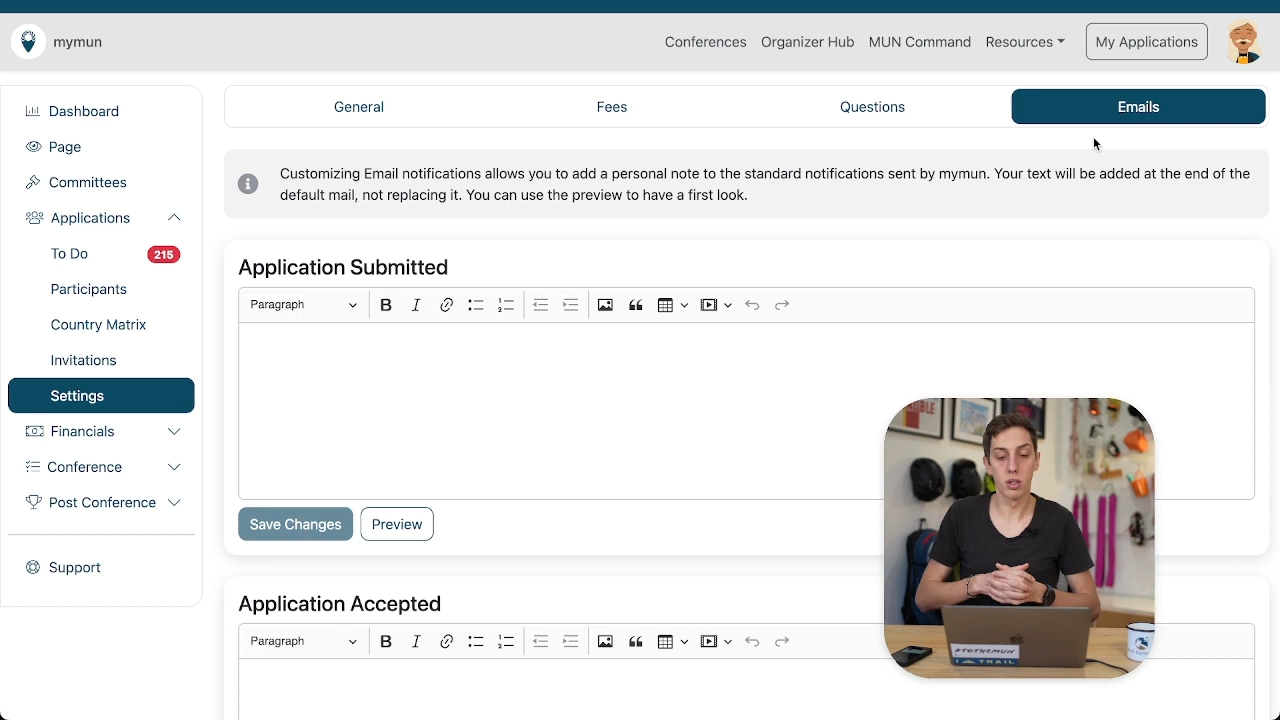 mymun
Conferences Organizer Hub MUN Command Resources My Applications
Dashboard
Page
Committees
Applications
To Do 215
Participants
Country Matrix
Invitations
Settings
Financials
Conference
Post Conference
Support
General Fees Questions Emails
Customizing Email notifications allows you to add a personal note to the standard notifications sent by mymun. Your text will be added at the end of the
default mail, not replacing it. You can use the preview to have a first look.
Application Submitted
Paragraph
Save Changes Preview
Application Accepted
Paragraph
TRAIL